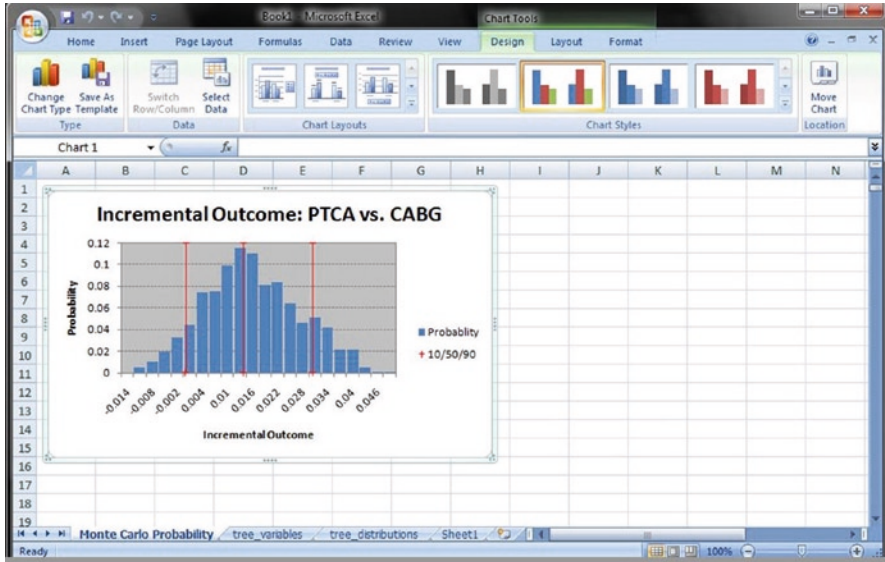 Book1 - Microsoft Excel
Chart Tools
Home Insert Page Layout Formulas Data Review View Design Layout Format
Change Chart Type
Save As Template
Switch Row/Column
Select Data
Move Chart
Type Data Chart Layouts Chart Styles Location
Chart 1 fx
A B C D E F G H I J K L M N
1
2
3
4
5
6
7
8
9
10
11
12
13
14
15
16
17
18
19
Incremental Outcome: PTCA vs. CABG
0.12
0.1
0.08
0.06
0.04
0.02
0
Probability
Probablity
10/50/90
-0.014 -0.008 -0.002 0.004 0.01 0.016 0.022 0.028 0.034 0.04 0.046
Incremental Outcome
Monte Carlo Probability tree_variables tree_distributions Sheet1
Ready 100%